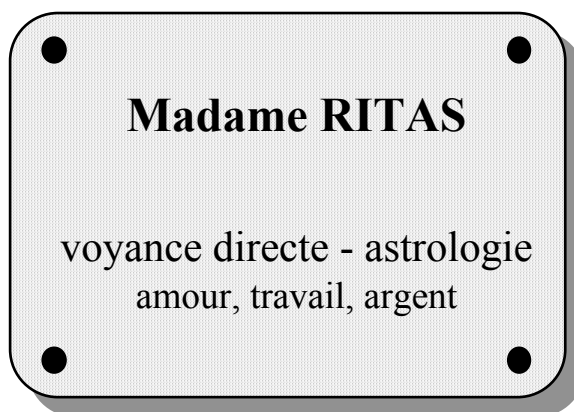 Madame RITAS
voyance directe - astrologie
amour, travail, argent